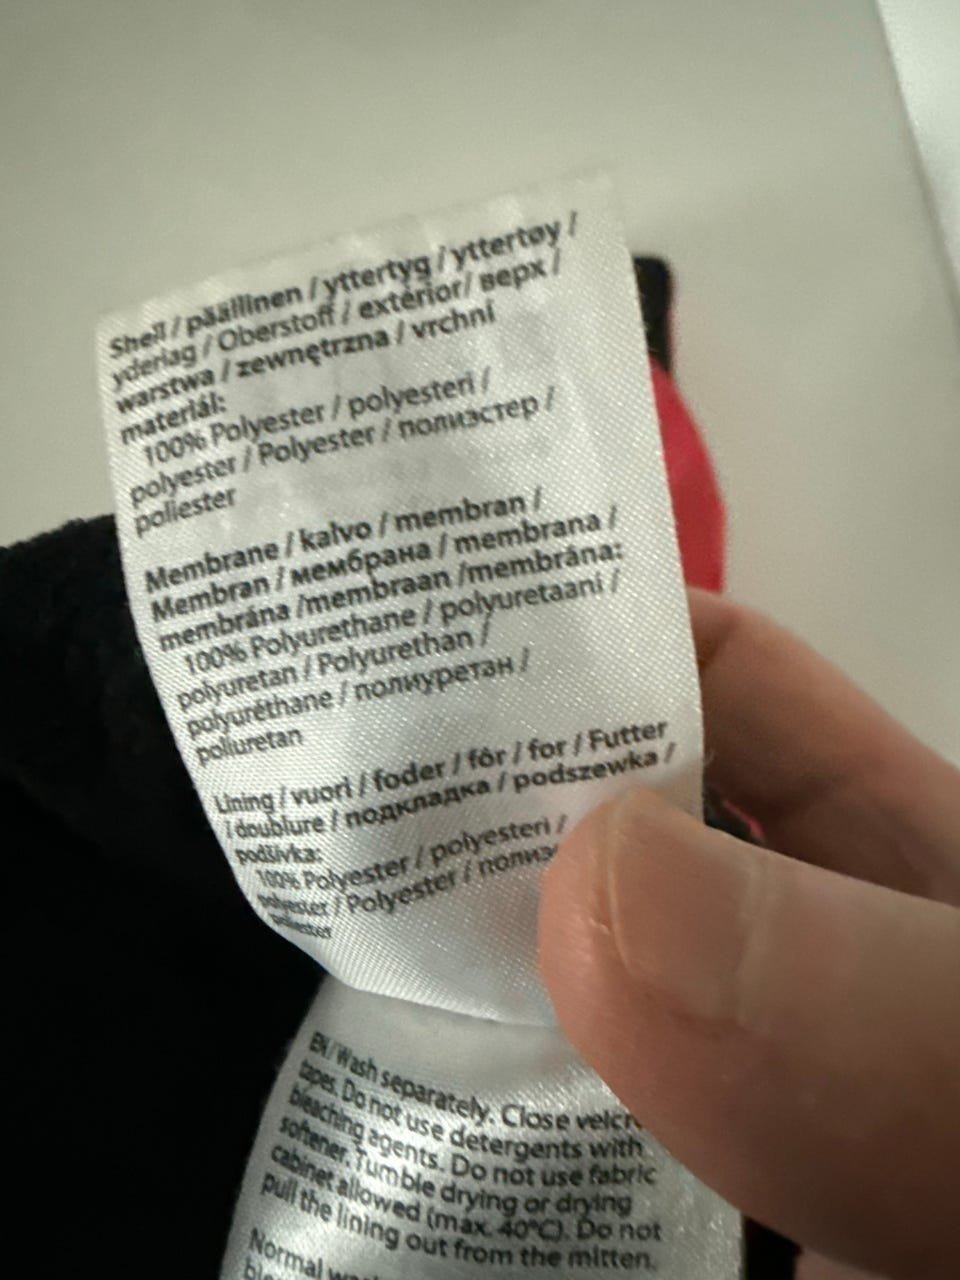 Shell / päällinen / yttertyg / yttertøy /
yderlag / Oberstoff / extérior/ верх /
warstwa / zewnętrzna / vrchní
materiál:
100% Polyester / polyesteri /
polyester / Polyester / полиэстер /
poliester
Membrane / kalvo / membran /
Membran / мембрана / membrana /
membrána /membraan /membrána:
100% Polyurethane / polyuretaani /
polyuretan / Polyurethan /
polyuréthane / полиуретан /
poliuretan
Lining / vuori / foder / fôr / for / Futter
/ doublure / подкладка / podszewka /
podšívka:
100% Polyester / polyesteri /
polyester / Polyester / полиэ
poliester
EN / Wash separately. Close velcr
tapes. Do not use detergents with
bleaching agents. Do not use fabric
softener. Tumble drying or drying
cabinet allowed (max. 40°C). Do not
pull the lining out from the mitten.
Normal